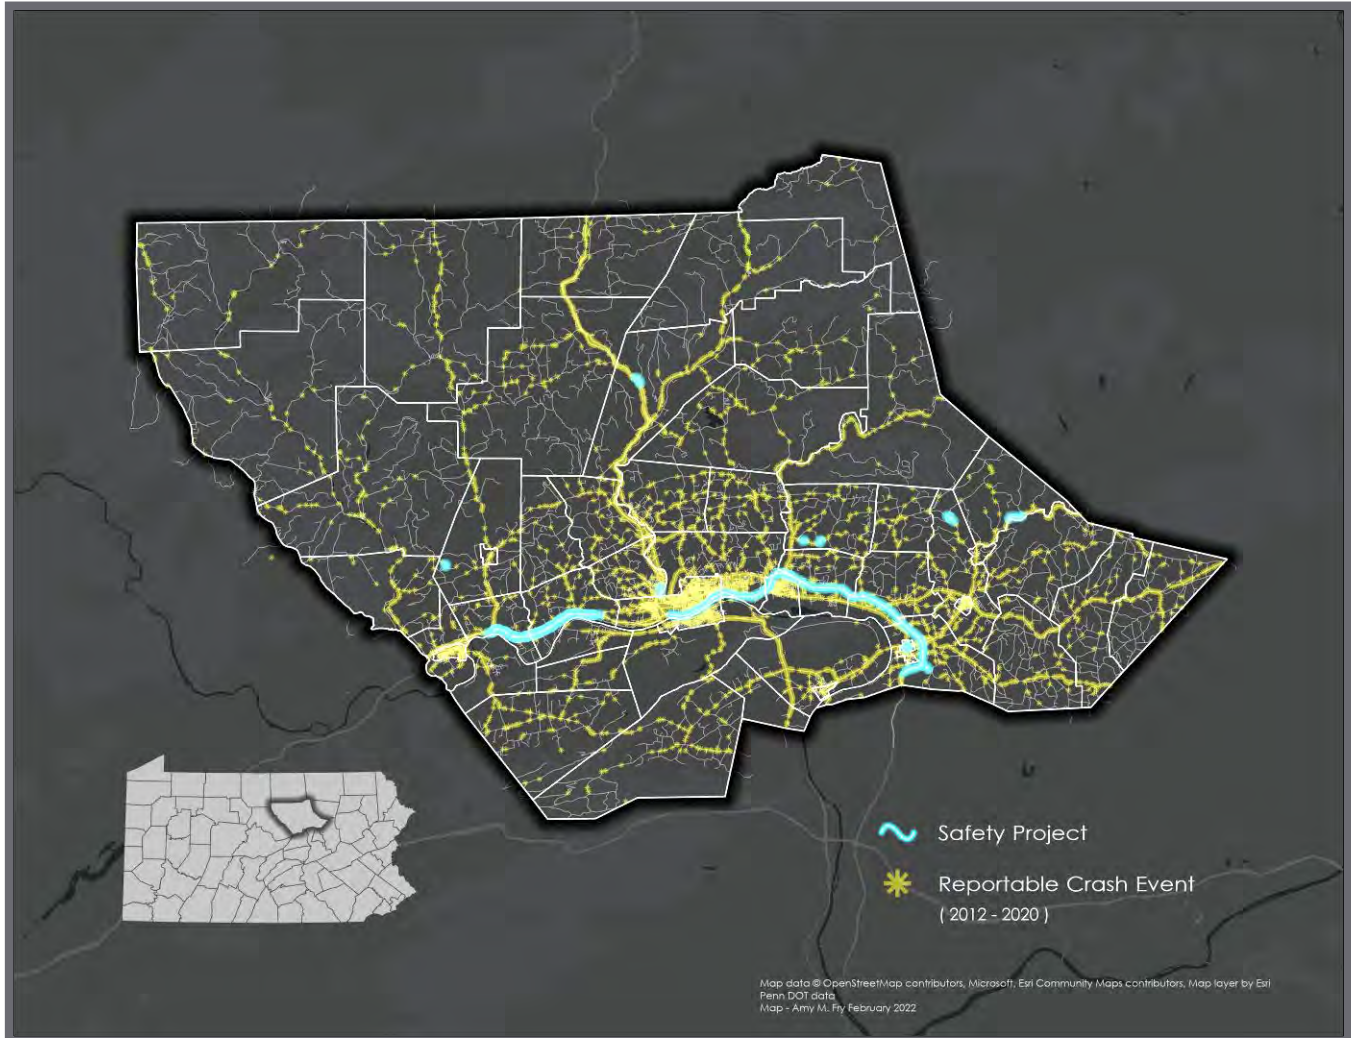 Safety Project
Reportable Crash Event
( 2012 - 2020 )
Map data © OpenStreetMap contributors, Microsoft, Esri Community Maps contributors, Map layer by Esri
Penn DOT data
Map - Amy M. Fry February 2022